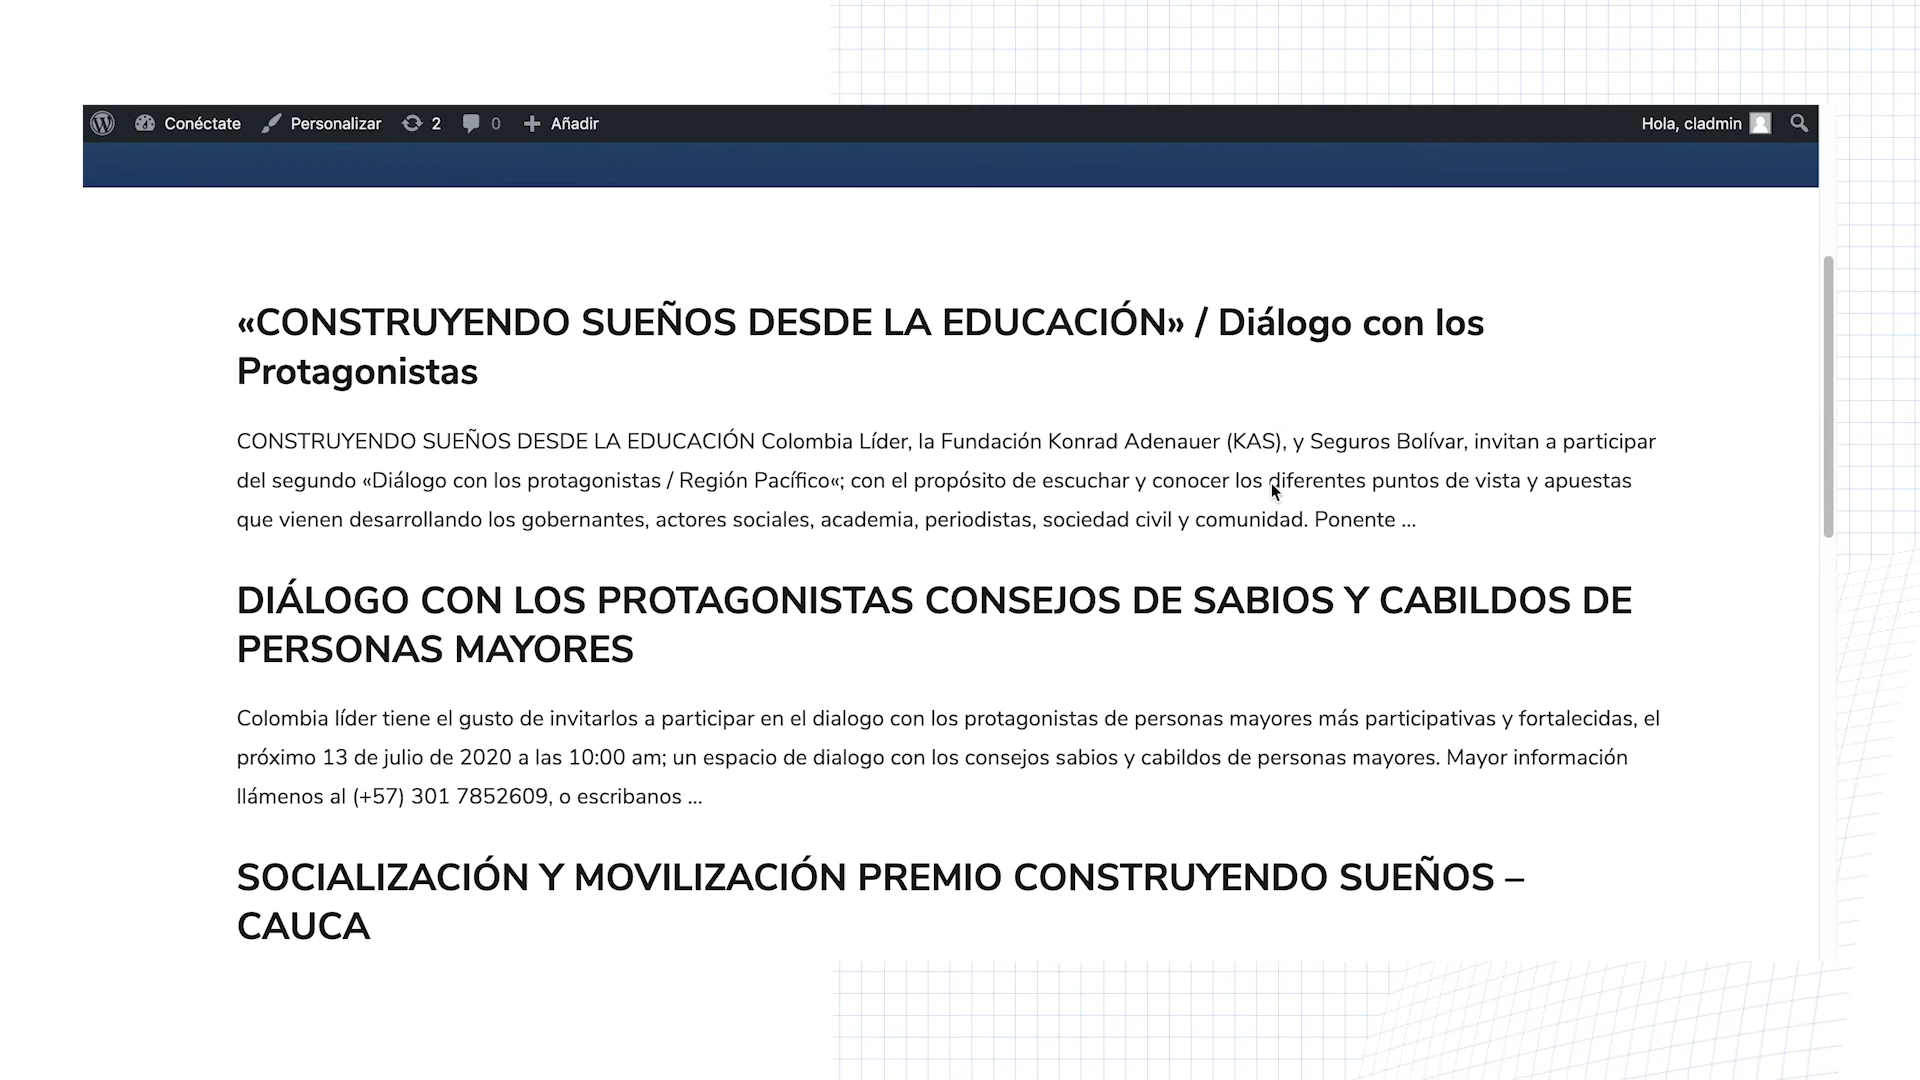 Conéctate Personalizar 2 0 Añadir Hola, cladmin
«CONSTRUYENDO SUEÑOS DESDE LA EDUCACIÓN» / Diálogo con los
Protagonistas
CONSTRUYENDO SUEÑOS DESDE LA EDUCACIÓN Colombia Líder, la Fundación Konrad Adenauer (KAS), y Seguros Bolívar, invitan a participar
del segundo «Diálogo con los protagonistas / Región Pacífico«; con el propósito de escuchar y conocer los diferentes puntos de vista y apuestas
que vienen desarrollando los gobernantes, actores sociales, academia, periodistas, sociedad civil y comunidad. Ponente ...
DIÁLOGO CON LOS PROTAGONISTAS CONSEJOS DE SABIOS Y CABILDOS DE
PERSONAS MAYORES
Colombia líder tiene el gusto de invitarlos a participar en el dialogo con los protagonistas de personas mayores más participativas y fortalecidas, el
próximo 13 de julio de 2020 a las 10:00 am; un espacio de dialogo con los consejos sabios y cabildos de personas mayores. Mayor información
llámenos al (+57) 301 7852609, o escribanos ...
SOCIALIZACIÓN Y MOVILIZACIÓN PREMIO CONSTRUYENDO SUEÑOS –
CAUCA